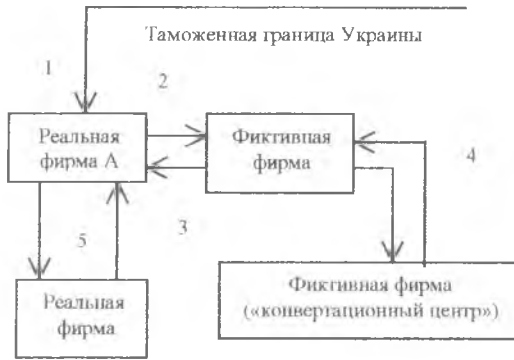 Таможенная граница Украины
1
2
Реальная
фирма А
Фиктивная
фирма
4
5
3
Реальная
фирма
Фиктивная фирма
(«конвертационный центр»)